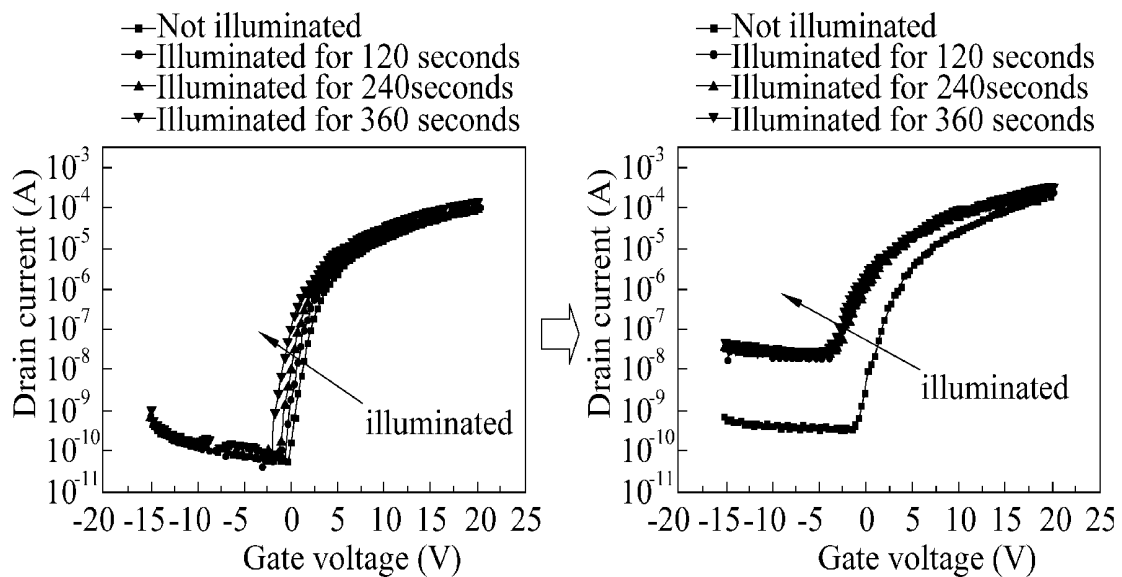 Not illuminated
Illuminated for 120 seconds
Illuminated for 240seconds
Illuminated for 360 seconds
Drain current (A)
10-3
10-4
10-5
10-6
10-7
10-8
10-9
10-10
10-11
illuminated
-20 -15 -10 -5 0 5 10 15 20 25
Gate voltage (V)
Not illuminated
Illuminated for 120 seconds
Illuminated for 240seconds
Illuminated for 360 seconds
Drain current (A)
10-3
10-4
10-5
10-6
10-7
10-8
10-9
10-10
10-11
illuminated
-20 -15 -10 -5 0 5 10 15 20 25
Gate voltage (V)